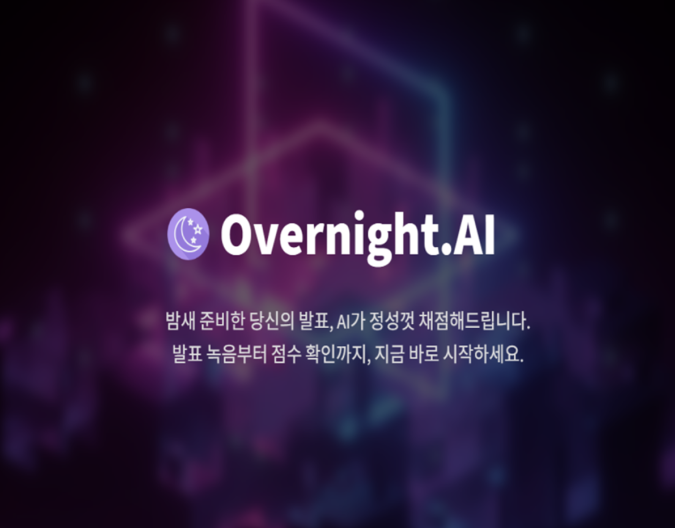 Overnight.AI
밤새 준비한 당신의 발표, AI가 정성껏 채점해드립니다.
발표 녹음부터 점수 확인까지, 지금 바로 시작하세요.